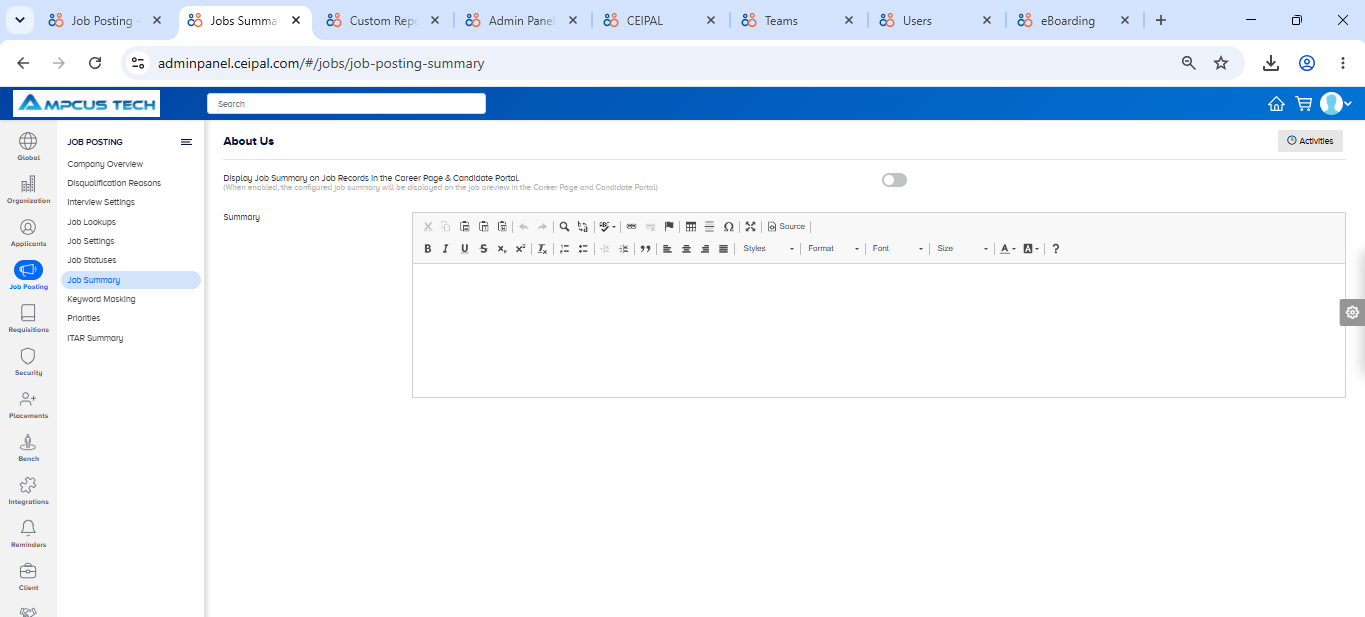 Job Posting
Jobs Summa
Custom Repo
Admin Panel
CEIPAL
Teams
Users
eBoarding
adminpanel.ceipal.com/#/jobs/job-posting-summary
AMPCUS TECH
Search
Global
Organization
Applicants
Job Posting
Requisitions
Security
Placements
Bench
Integrations
Reminders
Client
JOB POSTING
Company Overview
Disqualification Reasons
Interview Settings
Job Lookups
Job Settings
Job Statuses
Job Summary
Keyword Masking
Priorities
ITAR Summary
About Us
Activities
Display Job Summary on Job Records in the Career Page & Candidate Portal.
(When enabled, the configured job summary will be displayed on the job preview in the Career Page and Candidate Portal)
Summary
Source
Styles Format Font Size